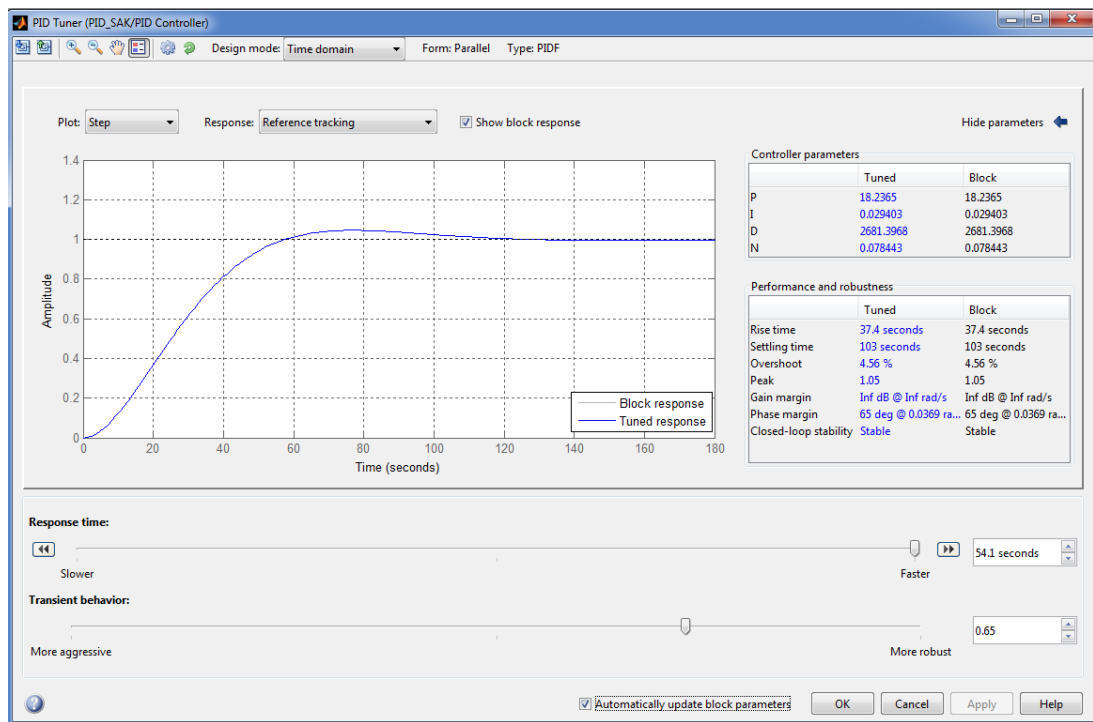 PID Tuner (PID_SAK/PID Controller)
Design mode: Time domain Form: Parallel Type: PIDF
Plot: Step Response: Reference tracking Show block response Hide parameters
1.4
1.2
1
0.8
0.6
0.4
0.2
0
Amplitude
0 20 40 60 80 100 120 140 160 180
Time (seconds)
Block response
Tuned response
Controller parameters
Tuned Block
P 18.2365 18.2365
I 0.029403 0.029403
D 2681.3968 2681.3968
N 0.078443 0.078443
Performance and robustness
Tuned Block
Rise time 37.4 seconds 37.4 seconds
Settling time 103 seconds 103 seconds
Overshoot 4.56 % 4.56 %
Peak 1.05 1.05
Gain margin Inf dB @ Inf rad/s Inf dB @ Inf rad/s
Phase margin 65 deg @ 0.0369 ra... 65 deg @ 0.0369 ra...
Closed-loop stability Stable Stable
Response time:
54.1 seconds
Slower Faster
Transient behavior:
0.65
More aggressive More robust
Automatically update block parameters OK Cancel Apply Help